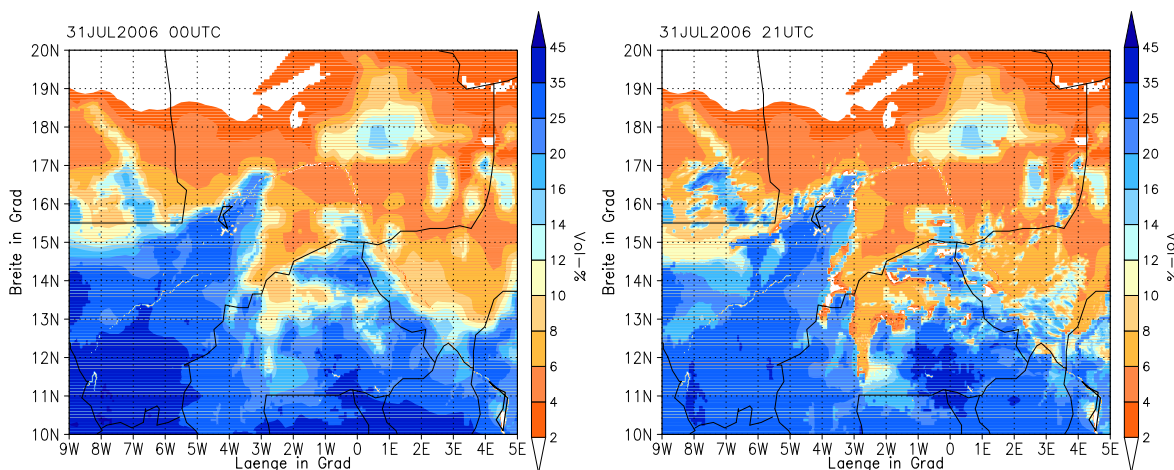 31JUL2006 00UTC
20N
19N
18N
17N
16N
15N
14N
13N
12N
11N
10N
Breite in Grad
9W 8W 7W 6W 5W 4W 3W 2W 1W 0 1E 2E 3E 4E 5E
Laenge in Grad
45
35
25
20
16
14
12
10
8
6
4
2
Vol-%
31JUL2006 21UTC
20N
19N
18N
17N
16N
15N
14N
13N
12N
11N
10N
Breite in Grad
9W 8W 7W 6W 5W 4W 3W 2W 1W 0 1E 2E 3E 4E 5E
Laenge in Grad
45
35
25
20
16
14
12
10
8
6
4
2
Vol-%